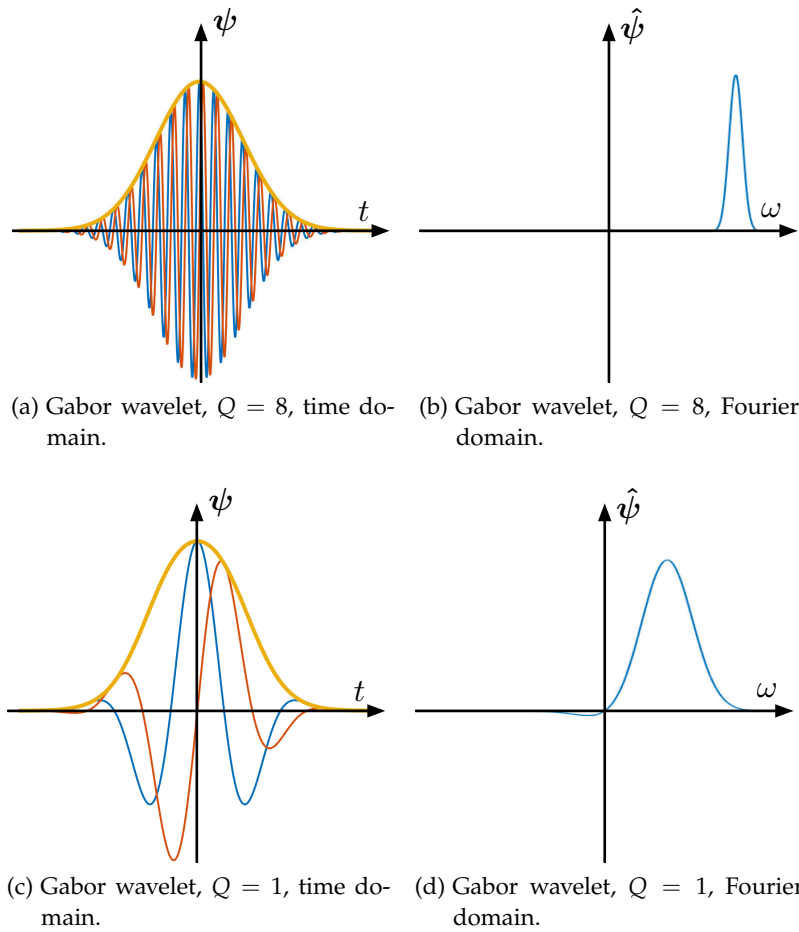 ψ
ψ̂
t
ω
(a) Gabor wavelet, Q = 8, time do-
main.
(b) Gabor wavelet, Q = 8, Fourier
domain.
ψ
ψ̂
t
ω
(c) Gabor wavelet, Q = 1, time do-
main.
(d) Gabor wavelet, Q = 1, Fourier
domain.